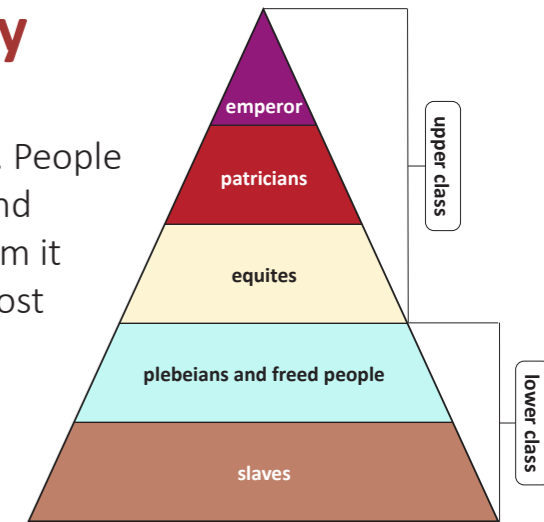 y
. People
nd
m it
ost
emperor
patricians
equites
plebeians and freed people
slaves
upper class
lower class